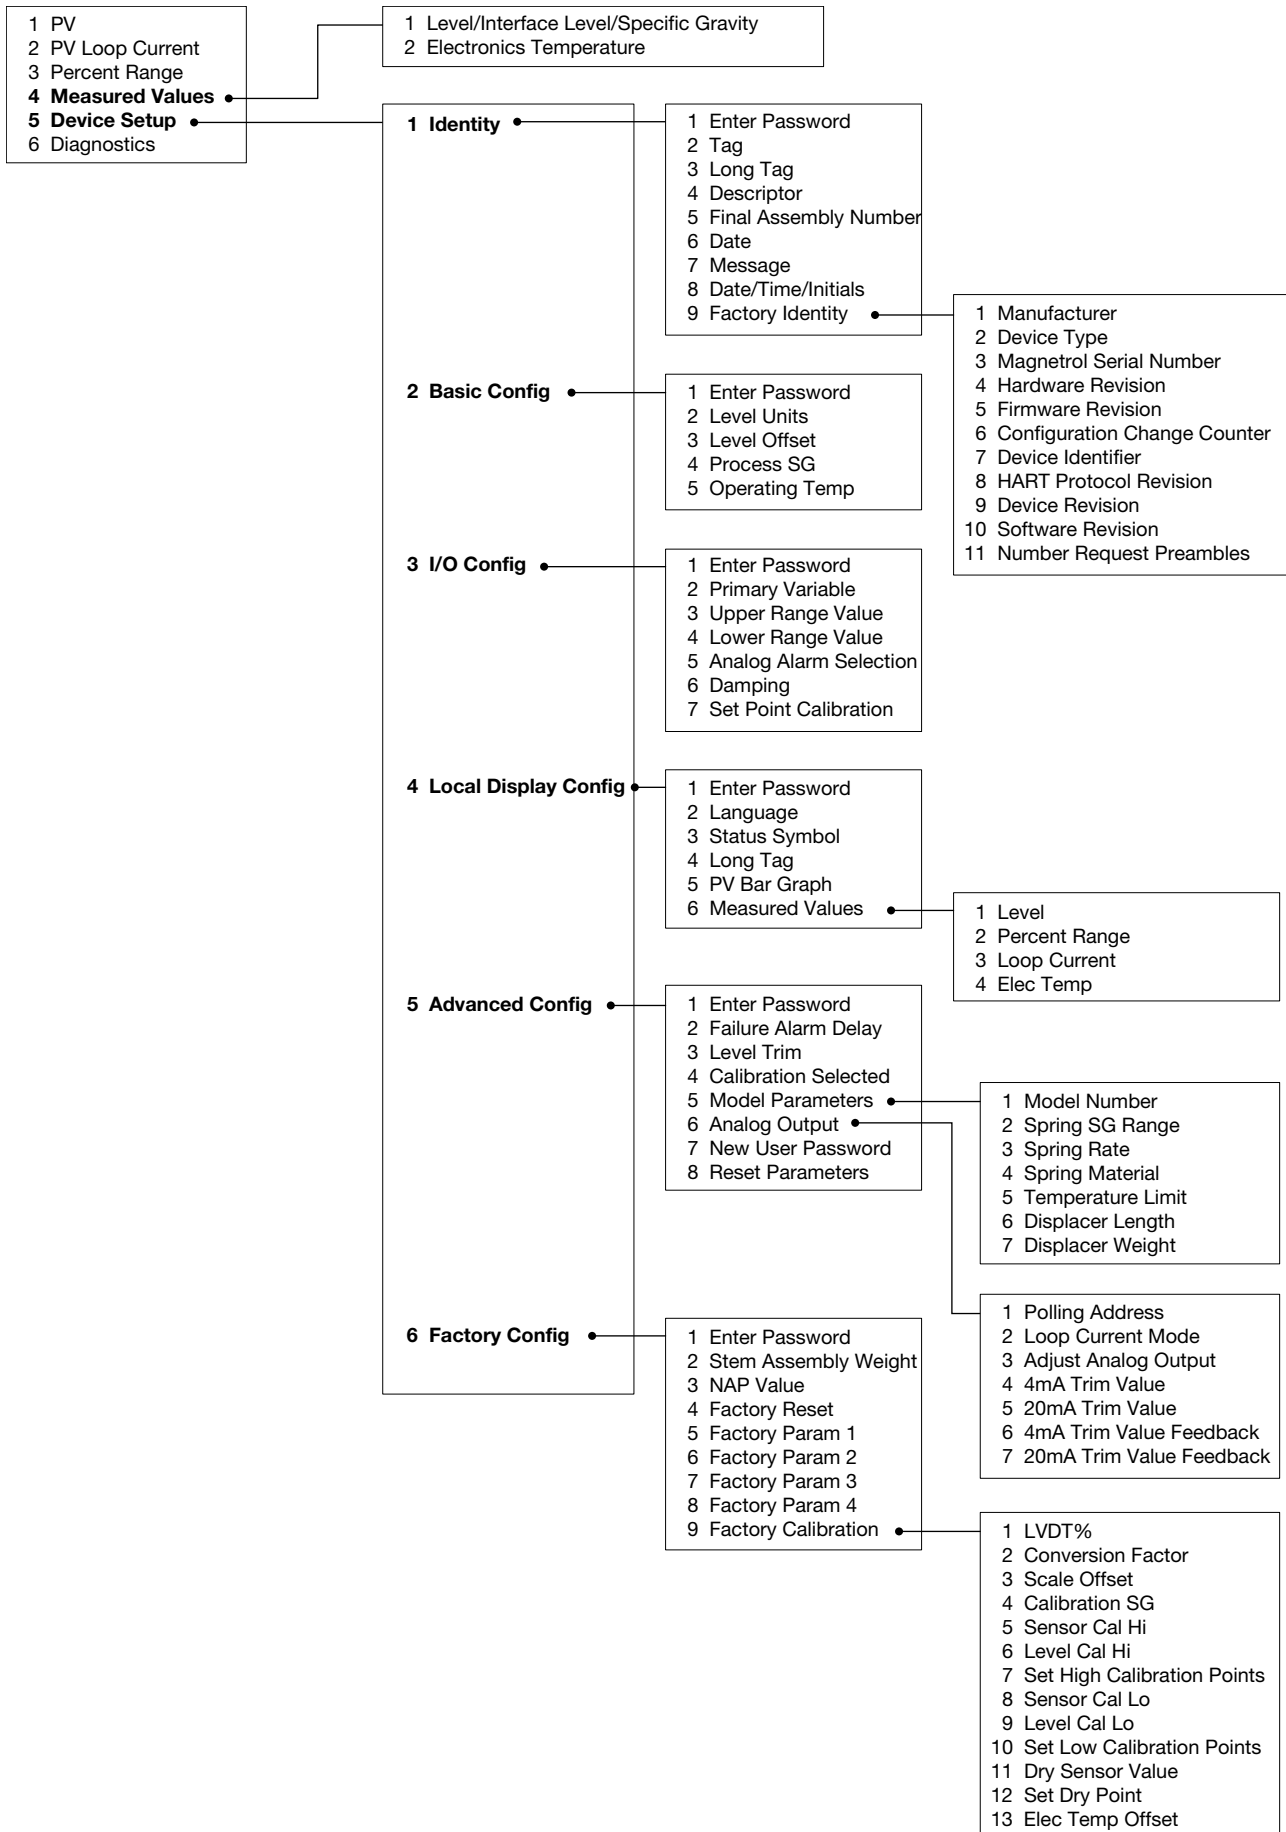 1 PV
2 PV Loop Current
3 Percent Range
4 Measured Values
5 Device Setup
6 Diagnostics
1 Level/Interface Level/Specific Gravity
2 Electronics Temperature
1 Identity
1 Enter Password
2 Tag
3 Long Tag
4 Descriptor
5 Final Assembly Number
6 Date
7 Message
8 Date/Time/Initials
9 Factory Identity
1 Manufacturer
2 Device Type
3 Magnetrol Serial Number
4 Hardware Revision
5 Firmware Revision
6 Configuration Change Counter
7 Device Identifier
8 HART Protocol Revision
9 Device Revision
10 Software Revision
11 Number Request Preambles
2 Basic Config
1 Enter Password
2 Level Units
3 Level Offset
4 Process SG
5 Operating Temp
3 I/O Config
1 Enter Password
2 Primary Variable
3 Upper Range Value
4 Lower Range Value
5 Analog Alarm Selection
6 Damping
7 Set Point Calibration
4 Local Display Config
1 Enter Password
2 Language
3 Status Symbol
4 Long Tag
5 PV Bar Graph
6 Measured Values
1 Level
2 Percent Range
3 Loop Current
4 Elec Temp
5 Advanced Config
1 Enter Password
2 Failure Alarm Delay
3 Level Trim
4 Calibration Selected
5 Model Parameters
6 Analog Output
7 New User Password
8 Reset Parameters
1 Model Number
2 Spring SG Range
3 Spring Rate
4 Spring Material
5 Temperature Limit
6 Displacer Length
7 Displacer Weight
1 Polling Address
2 Loop Current Mode
3 Adjust Analog Output
4 4mA Trim Value
5 20mA Trim Value
6 4mA Trim Value Feedback
7 20mA Trim Value Feedback
6 Factory Config
1 Enter Password
2 Stem Assembly Weight
3 NAP Value
4 Factory Reset
5 Factory Param 1
6 Factory Param 2
7 Factory Param 3
8 Factory Param 4
9 Factory Calibration
1 LVDT%
2 Conversion Factor
3 Scale Offset
4 Calibration SG
5 Sensor Cal Hi
6 Level Cal Hi
7 Set High Calibration Points
8 Sensor Cal Lo
9 Level Cal Lo
10 Set Low Calibration Points
11 Dry Sensor Value
12 Set Dry Point
13 Elec Temp Offset